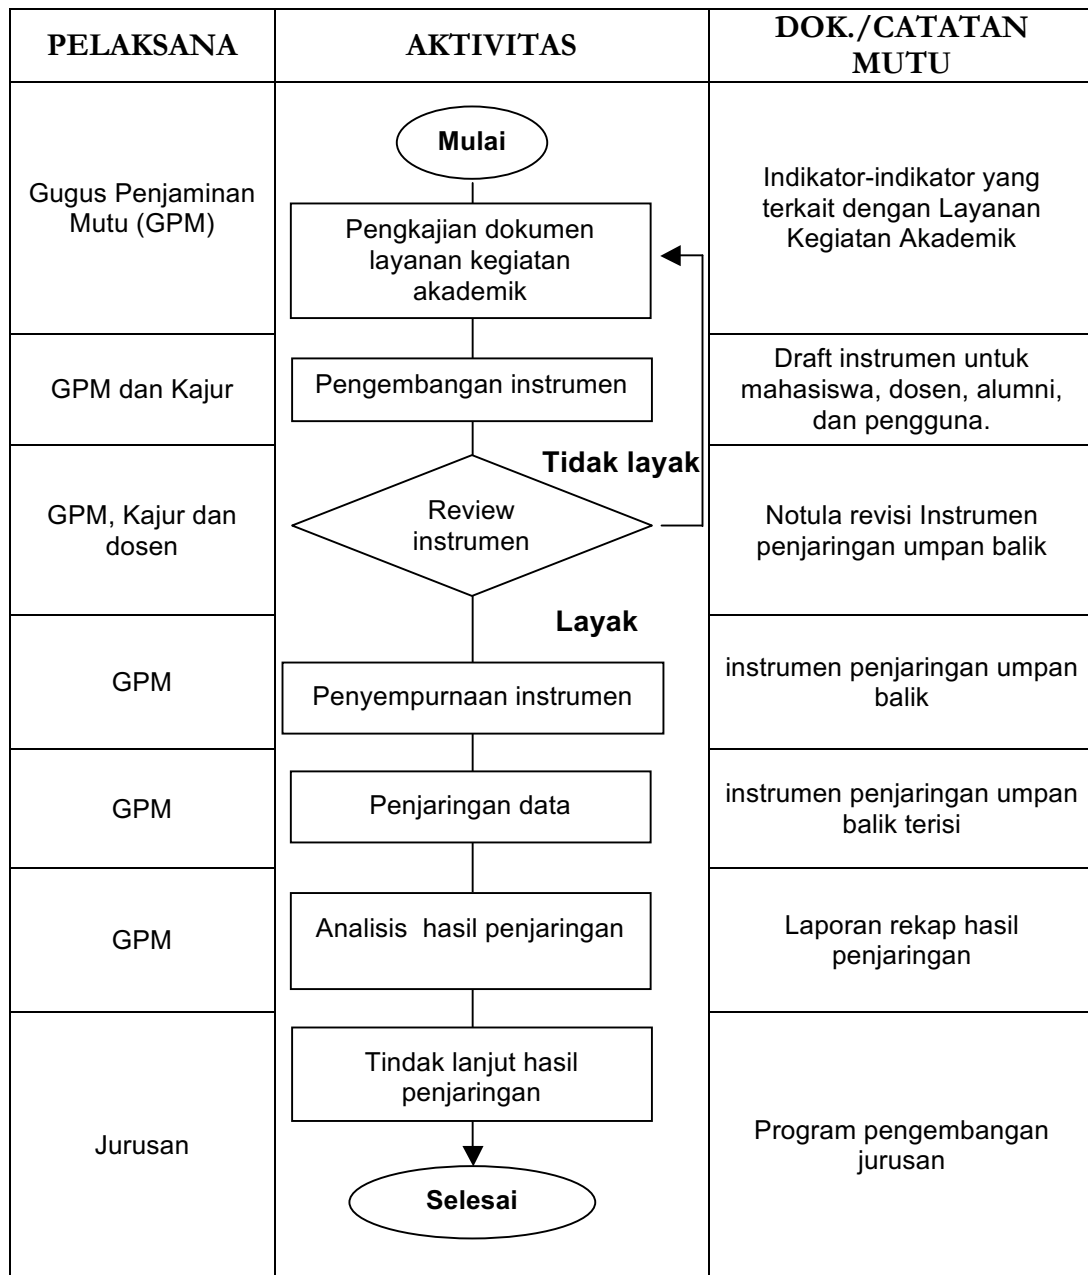 PELAKSANA
AKTIVITAS
DOK./CATATAN
MUTU
Gugus Penjaminan
Mutu (GPM)
Mulai
Pengkajian dokumen
layanan kegiatan
akademik
Indikator-indikator yang
terkait dengan Layanan
Kegiatan Akademik
GPM dan Kajur
Pengembangan instrumen
Draft instrumen untuk
mahasiswa, dosen, alumni,
dan pengguna.
GPM, Kajur dan
dosen
Tidak layak
Review
instrumen
Layak
Notula revisi Instrumen
penjaringan umpan balik
GPM
Penyempurnaan instrumen
instrumen penjaringan umpan
balik
GPM
Penjaringan data
instrumen penjaringan umpan
balik terisi
GPM
Analisis  hasil penjaringan
Laporan rekap hasil
penjaringan
Jurusan
Tindak lanjut hasil
penjaringan
Selesai
Program pengembangan
jurusan